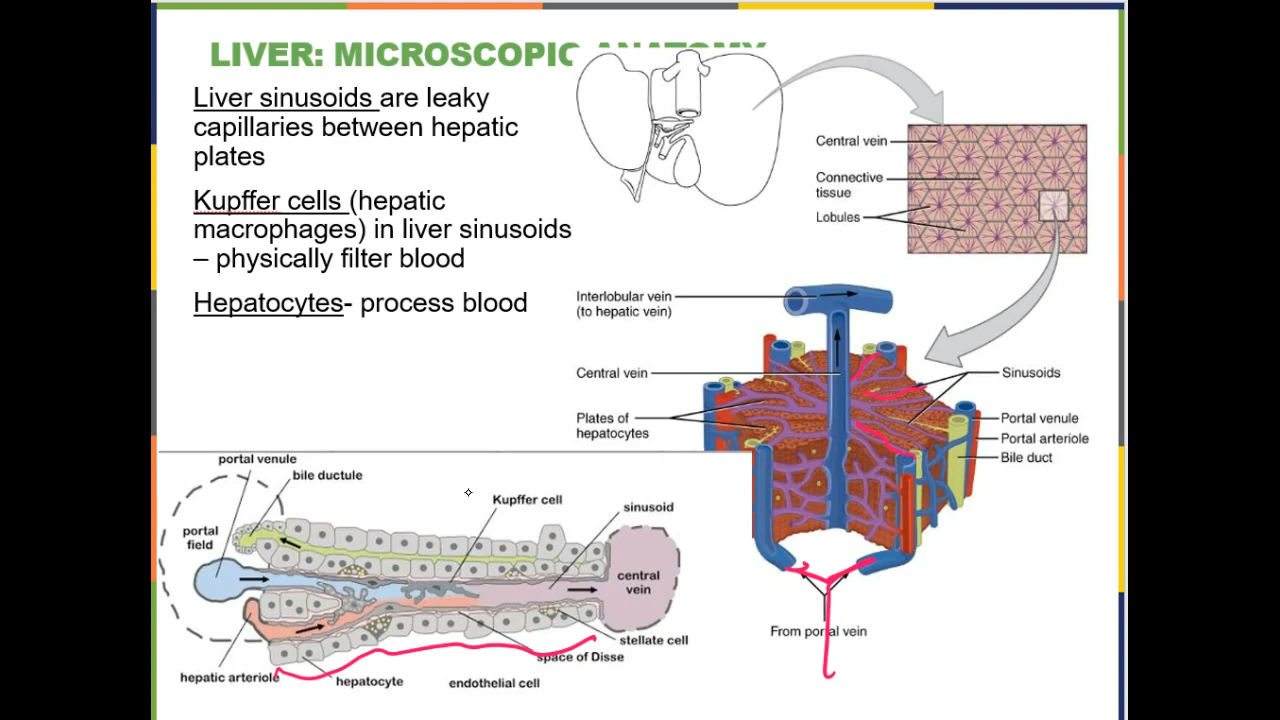 LIVER: MICROSCOPIC ANATOMY
Liver sinusoids are leaky
capillaries between hepatic
plates
Kupffer cells (hepatic
macrophages) in liver sinusoids
– physically filter blood
Hepatocytes- process blood
Central vein
Connective
tissue
Lobules
Interlobular vein
(to hepatic vein)
Central vein
Plates of
hepatocytes
Sinusoids
Portal venule
Portal arteriole
Bile duct
From portal vein
portal venule
bile ductule
portal
field
Kupffer cell
sinusoid
central
vein
stellate cell
space of Disse
hepatic arteriole
hepatocyte
endothelial cell